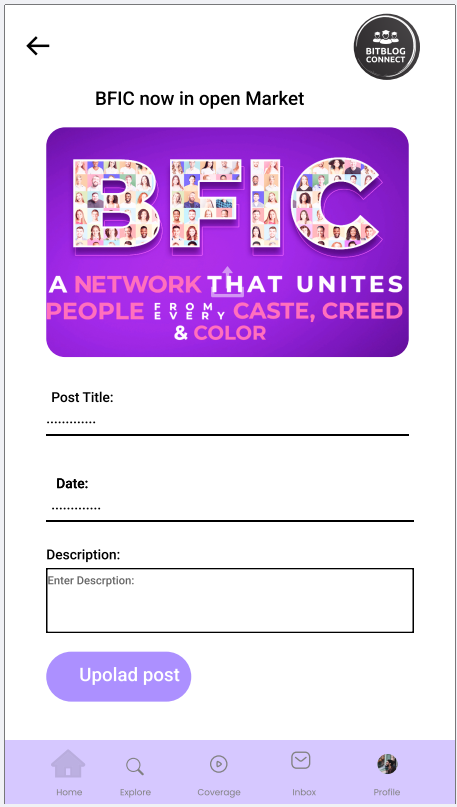 BITBLOG
CONNECT
BFIC now in open Market
BFIC
A NETWORK THAT UNITES
PEOPLE FROM EVERY CASTE, CREED
& COLOR
Post Title:
.............
Date:
.............
Description:
Enter Descrption:
Upolad post
Home Explore Coverage Inbox Profile